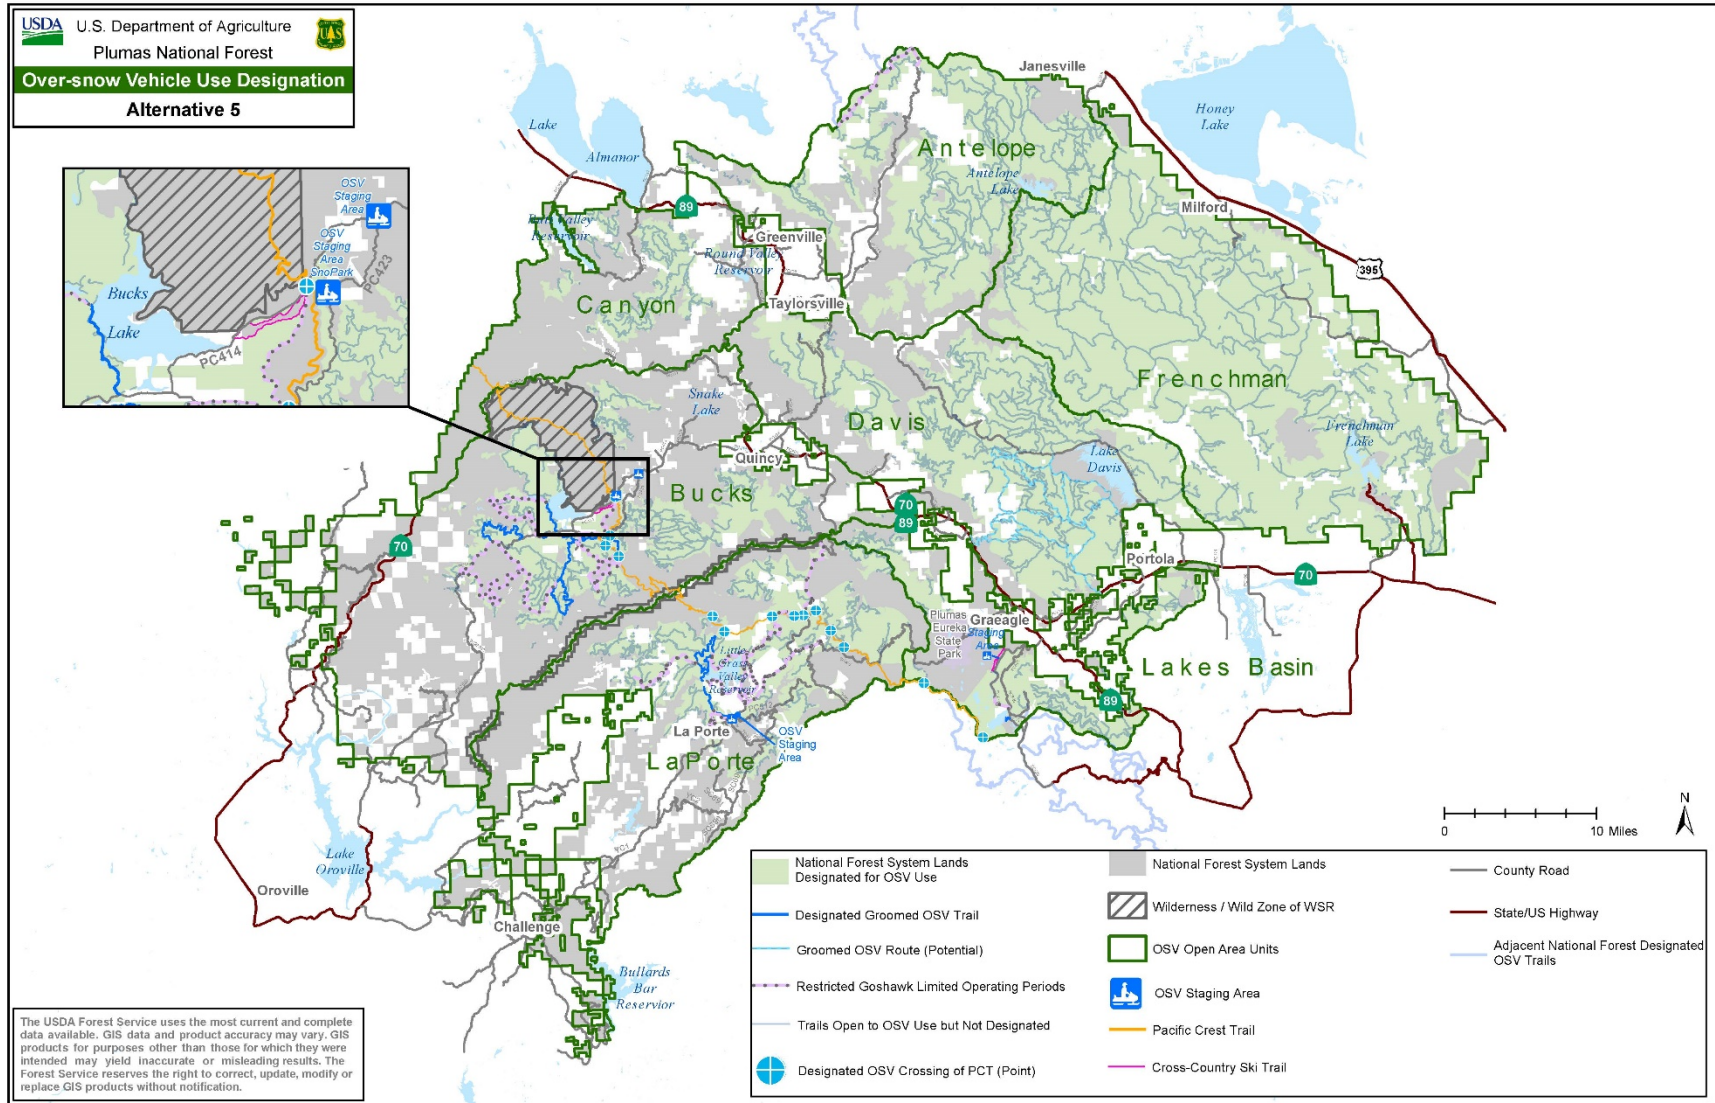 USDA
U.S. Department of Agriculture
Plumas National Forest
Over-snow Vehicle Use Designation
Alternative 5
OSV
Staging
Area
OSV
Staging
Area
SnoPark
PC423
Bucks
Lake
PC414
Lake
Almanor
Janesville
Honey
Lake
Antelope
Antelope
Lake
Milford
89
Butt Valley
Reservoir
Greenville
Round Valley
Reservoir
395
Canyon
Taylorsville
Frenchman
Snake
Lake
Davis
Frenchman
Lake
Quincy
Lake
Davis
Bucks
70
89
70
Portola
70
Plumas
Eureka
State
Park
Graeagle
Staging
Area
Little
Grass
Valley
Reservoir
Lakes Basin
89
La Porte
OSV
Staging
Area
LaPorte
N
0
10 Miles
Lake
Oroville
Oroville
Challenge
Bullards
Bar
Reservior
National Forest System Lands
Designated for OSV Use
Designated Groomed OSV Trail
Groomed OSV Route (Potential)
Restricted Goshawk Limited Operating Periods
Trails Open to OSV Use but Not Designated
Designated OSV Crossing of PCT (Point)
National Forest System Lands
Wilderness / Wild Zone of WSR
OSV Open Area Units
OSV Staging Area
Pacific Crest Trail
Cross-Country Ski Trail
County Road
State/US Highway
Adjacent National Forest Designated
OSV Trails
The USDA Forest Service uses the most current and complete
data available. GIS data and product accuracy may vary. GIS
products for purposes other than those for which they were
intended may yield inaccurate or misleading results. The
Forest Service reserves the right to correct, update, modify or
replace GIS products without notification.